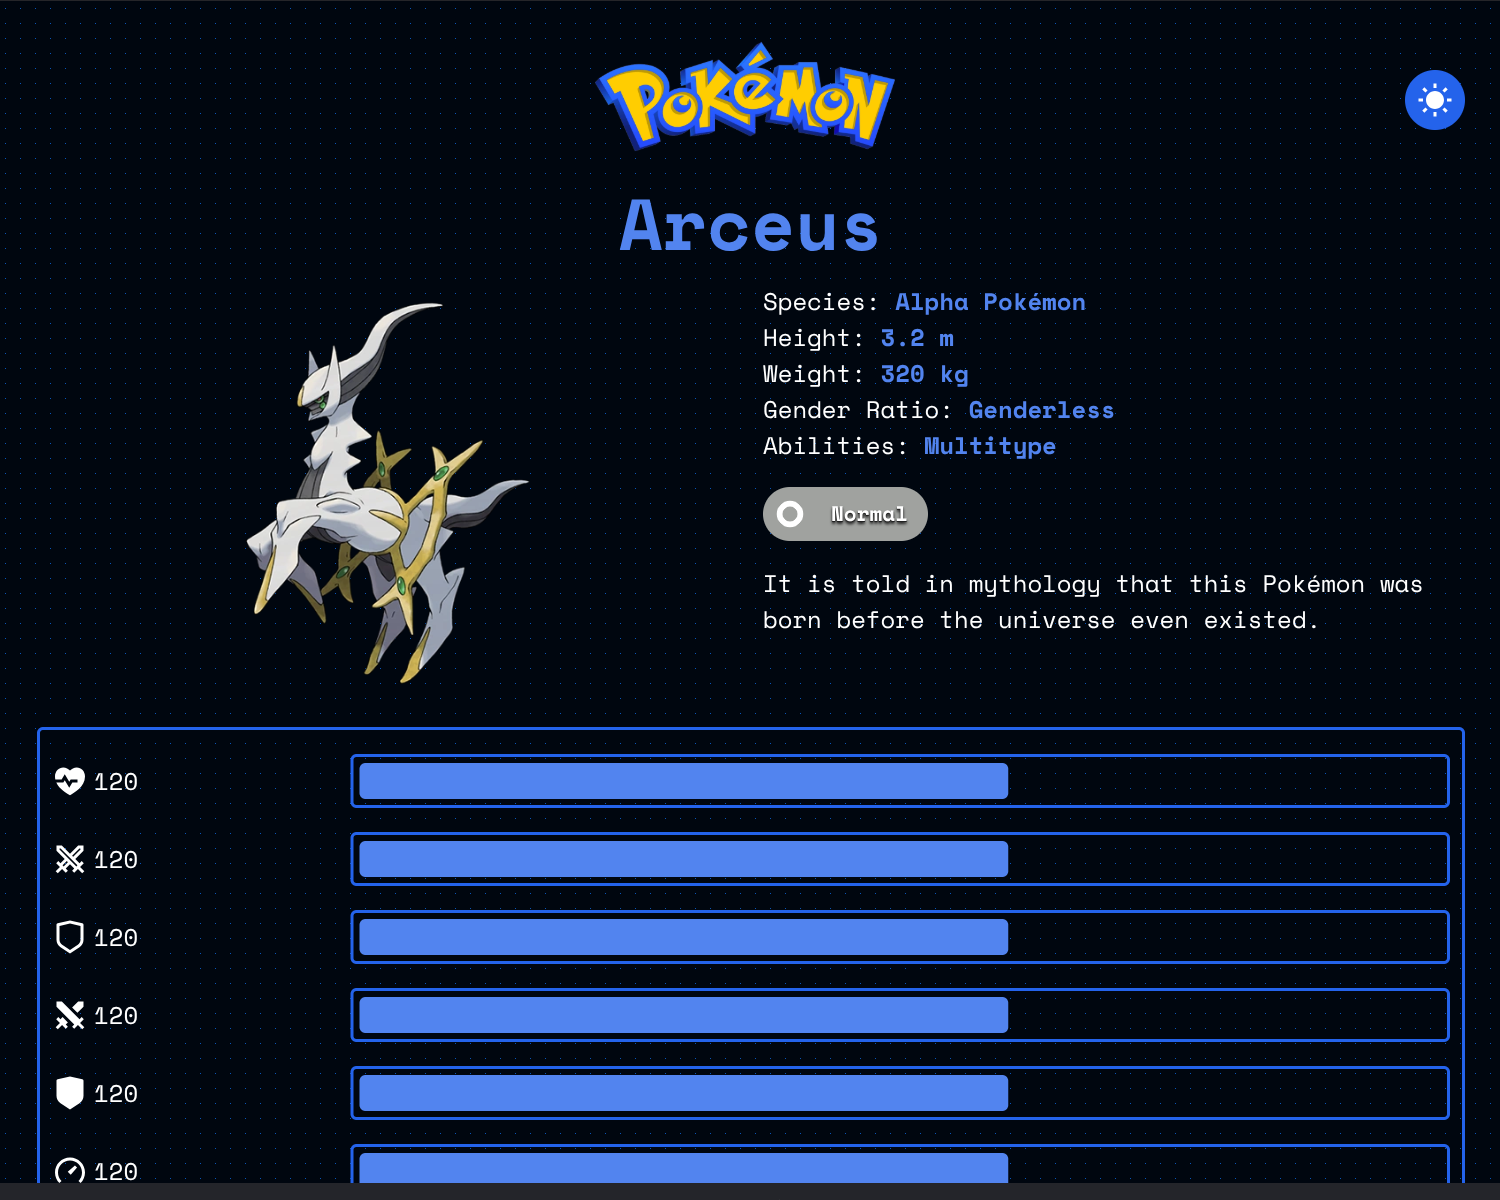 Pokémon
Arceus
Species: Alpha Pokémon
Height: 3.2 m
Weight: 320 kg
Gender Ratio: Genderless
Abilities: Multitype
Normal
It is told in mythology that this Pokémon was
born before the universe even existed.
120
120
120
120
120
120